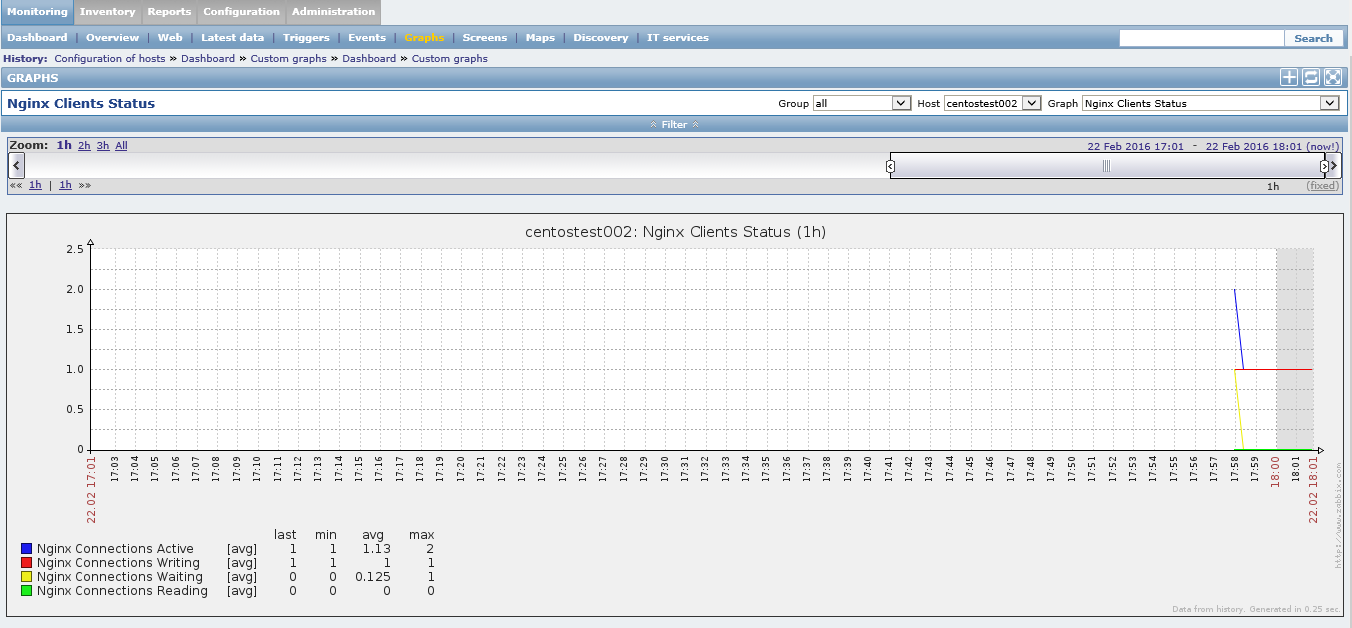 Monitoring Inventory Reports Configuration Administration
Dashboard | Overview | Web | Latest data | Triggers | Events | Graphs | Screens | Maps | Discovery | IT services Search
History: Configuration of hosts » Dashboard » Custom graphs » Dashboard » Custom graphs
GRAPHS
Nginx Clients Status Group all Host centostest002 Graph Nginx Clients Status
« Filter «
Zoom: 1h 2h 3h All 22 Feb 2016 17:01 - 22 Feb 2016 18:01 (now!)
«« 1h | 1h »» 1h (fixed)
centostest002: Nginx Clients Status (1h)
2.5
2.0
1.5
1.0
0.5
0
22.02 17:01 17:03 17:04 17:05 17:06 17:07 17:08 17:09 17:10 17:11 17:12 17:13 17:14 17:15 17:16 17:17 17:18 17:19 17:20 17:21 17:22 17:23 17:24 17:25 17:26 17:27 17:28 17:29 17:30 17:31 17:32 17:33 17:34 17:35 17:36 17:37 17:38 17:39 17:40 17:41 17:42 17:43 17:44 17:45 17:46 17:47 17:48 17:49 17:50 17:51 17:52 17:53 17:54 17:55 17:56 17:57 17:58 17:59 18:00 18:01 22.02 18:01
http://www.zabbix.com
last min avg max
Nginx Connections Active [avg] 1 1 1.13 2
Nginx Connections Writing [avg] 1 1 1 1
Nginx Connections Waiting [avg] 0 0 0.125 1
Nginx Connections Reading [avg] 0 0 0 0
Data from history. Generated in 0.25 sec.